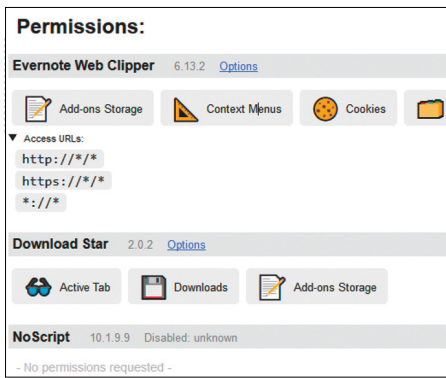 Permissions:
Evernote Web Clipper 6.13.2 Options
Add-ons Storage Context Menus Cookies
Access URLs:
http://*/*
https://*/*
*://*
Download Star 2.0.2 Options
Active Tab Downloads Add-ons Storage
NoScript 10.1.9.9 Disabled: unknown
- No permissions requested -